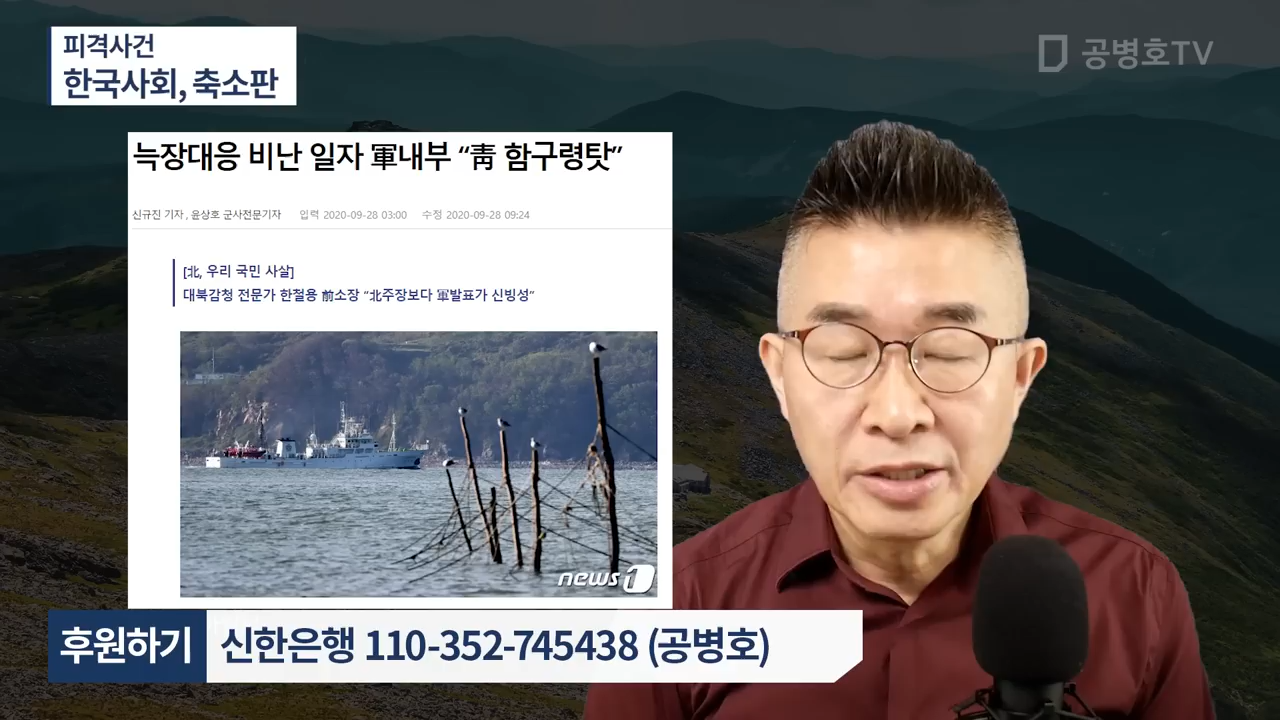 피격사건
한국사회, 축소판
공병호TV
늑장대응 비난 일자 軍내부 “靑 함구령탓”
신규진 기자, 윤상호 군사전문기자 입력 2020-09-28 03:00 수정 2020-09-28 09:24
[北, 우리 국민 사살]
대북감청 전문가 한철용 前소장 “北주장보다 軍발표가 신빙성”
news1
후원하기 신한은행 110-352-745438 (공병호)